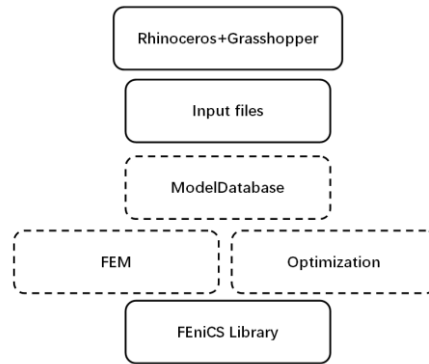 Rhinoceros+Grasshopper
Input files
ModelDatabase
FEM
Optimization
FEniCS Library